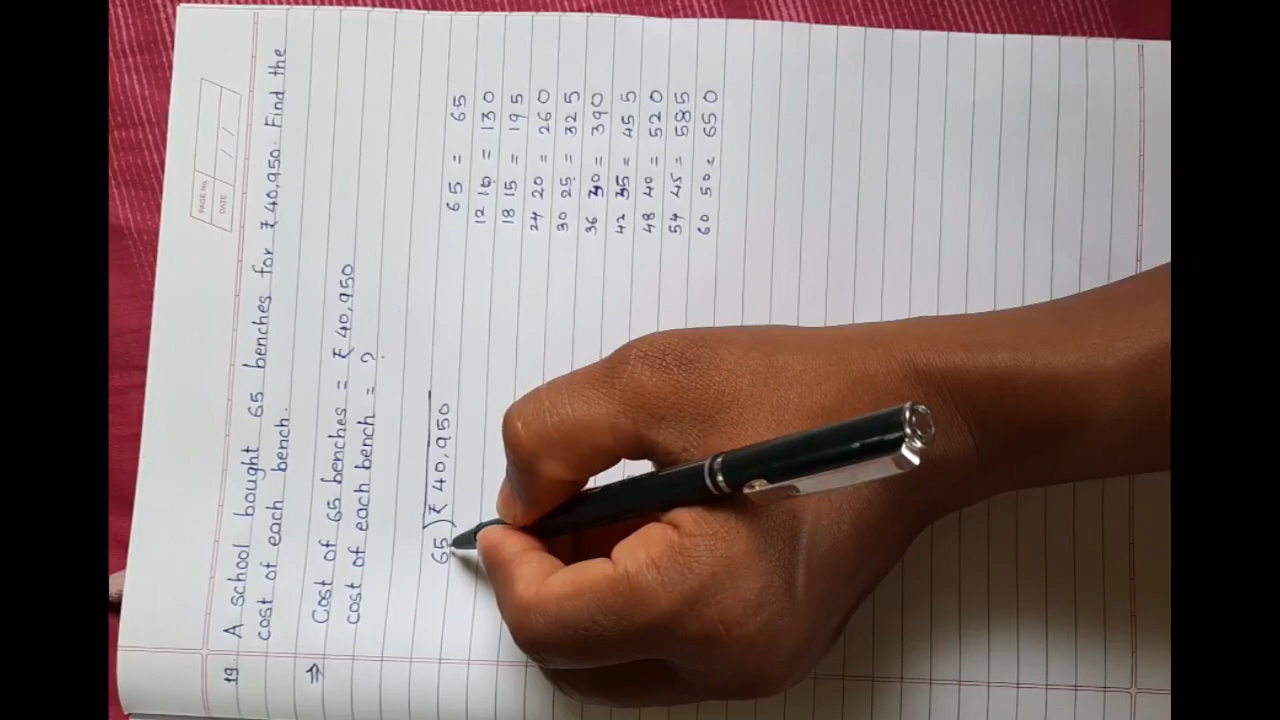 PAGE No.
DATE / /
19 A school bought 65 benches for ₹ 40,950. Find the
cost of each bench.
⇒ Cost of 65 benches = ₹ 40,950
cost of each bench = ?
65 ) ₹ 40,950
65 = 65
12 10 = 130
18 15 = 195
24 20 = 260
30 25 = 325
36 30 = 390
42 35 = 455
48 40 = 520
54 45 = 585
60 50 = 650